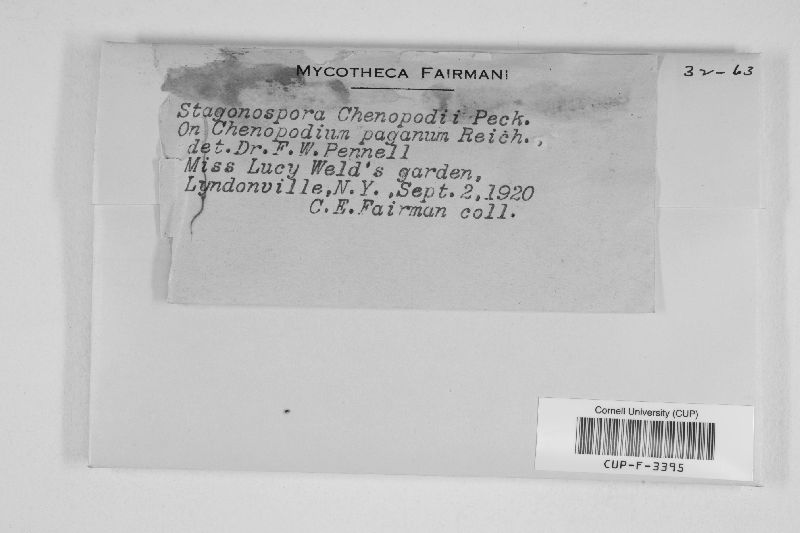 MYCOTHECA FAIRMANI
32-63
Stagonospora Chenopodii Peck.
On Chenopodium paganum Reich.,
det.Dr.F.W.Pennell
Miss Lucy Weld's garden,
Lyndonville,N.Y.,Sept.2,1920
C.E.Fairman coll.
Cornell University (CUP)
CUP-F-3395